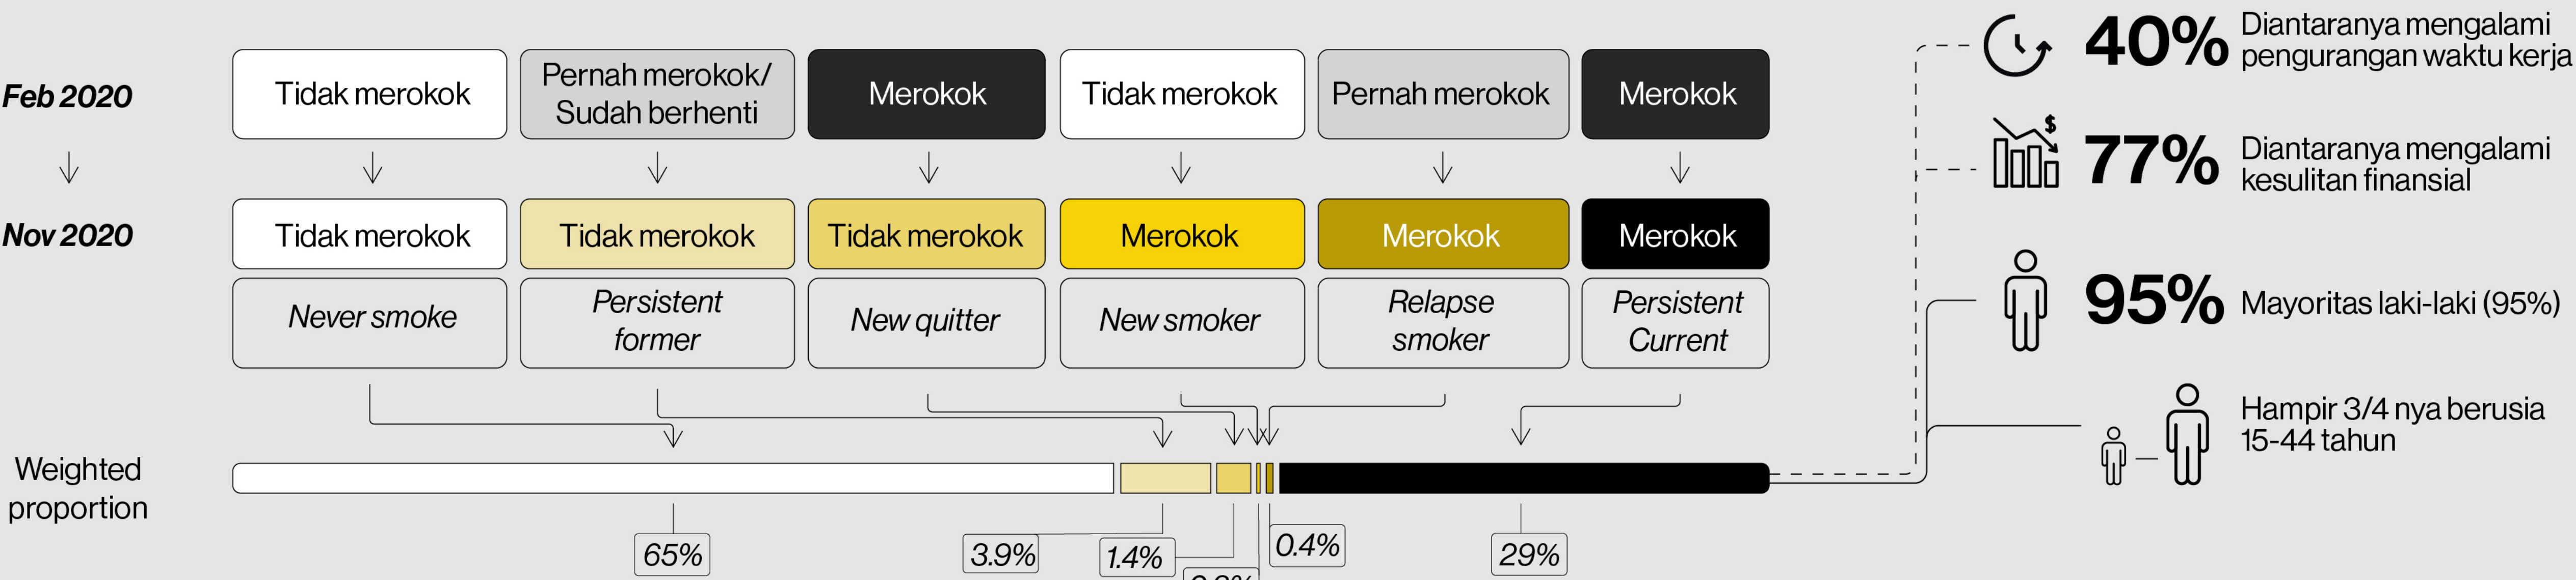 Feb 2020
Tidak merokok
Pernah merokok/
Sudah berhenti
Merokok
Tidak merokok
Pernah merokok
Merokok
Nov 2020
Tidak merokok
Tidak merokok
Tidak merokok
Merokok
Merokok
Merokok
Never smoke
Persistent
former
New quitter
New smoker
Relapse
smoker
Persistent
Current
Weighted
proportion
65%
3.9%
1.4%
0.4%
29%
$
40%
Diantaranya mengalami
pengurangan waktu kerja
77%
Diantaranya mengalami
kesulitan finansial
95%
Mayoritas laki-laki (95%)
Hampir 3/4 nya berusia
15-44 tahun